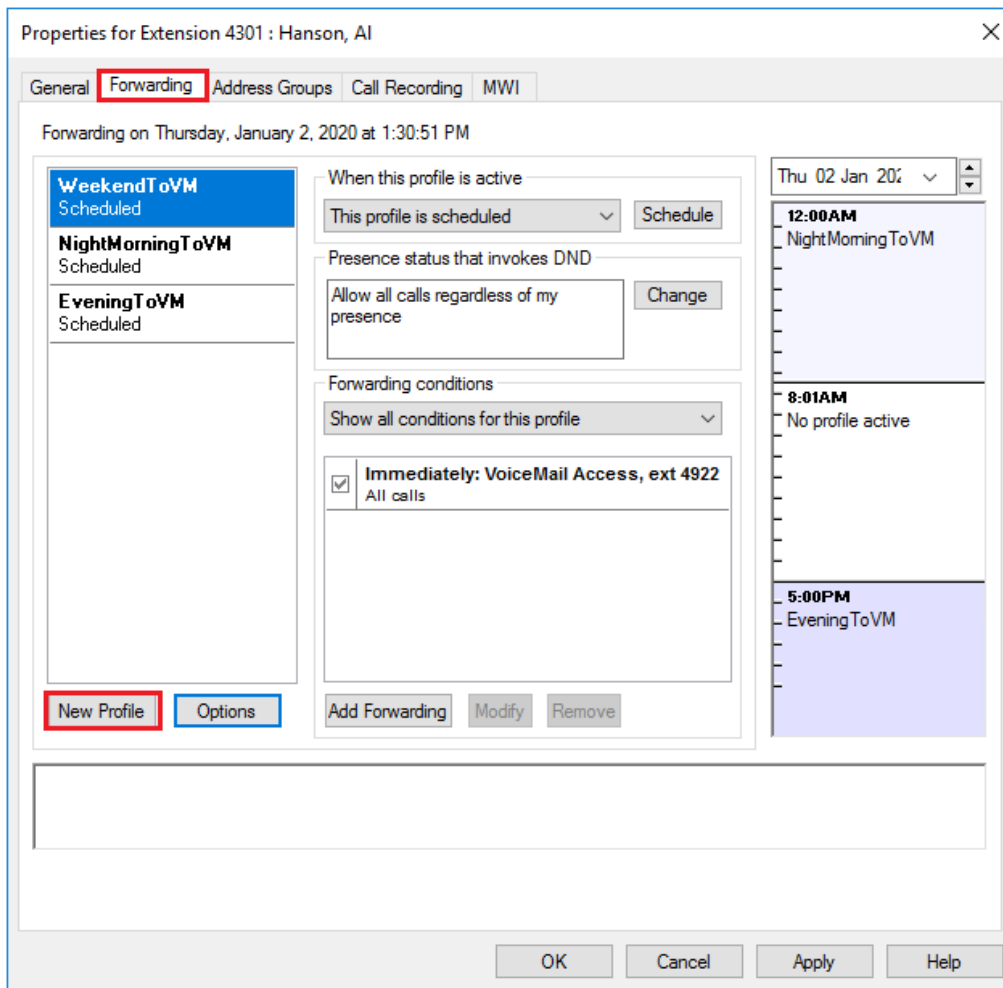 Properties for Extension 4301 : Hanson, Al
General Forwarding Address Groups Call Recording MWI
Forwarding on Thursday, January 2, 2020 at 1:30:51 PM
WeekendToVM
Scheduled
NightMorningToVM
Scheduled
EveningToVM
Scheduled
New Profile Options
When this profile is active
This profile is scheduled Schedule
Presence status that invokes DND
Allow all calls regardless of my
presence
Change
Forwarding conditions
Show all conditions for this profile
Immediately: VoiceMail Access, ext 4922
All calls
Add Forwarding Modify Remove
Thu 02 Jan 202
12:00AM
NightMorningToVM
8:01AM
No profile active
5:00PM
EveningToVM
OK Cancel Apply Help